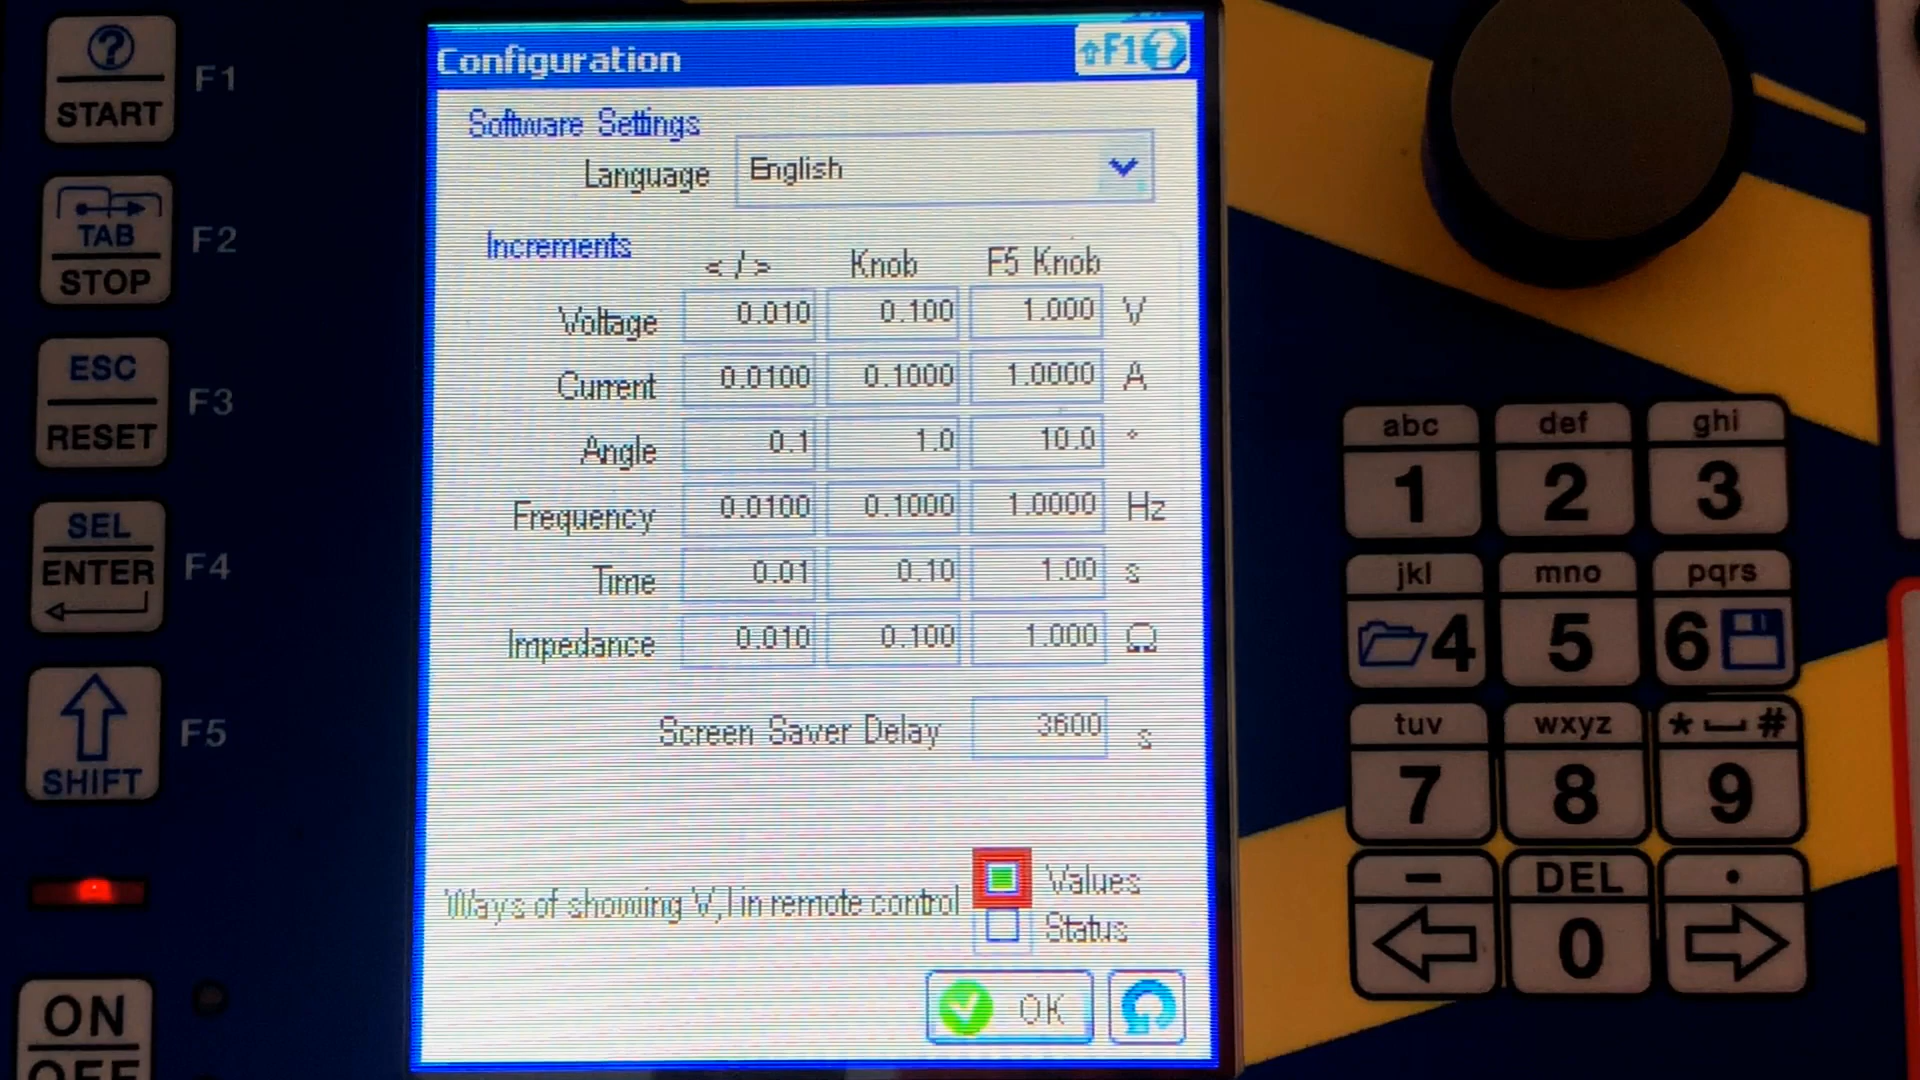 START F1
TAB
STOP F2
ESC
RESET F3
SEL
ENTER F4
SHIFT F5
ON
OFF
Configuration F1
Software Settings
Language English
Increments < / > Knob F5 Knob
Voltage 0.010 0.100 1.000 V
Current 0.0100 0.1000 1.0000 A
Angle 0.1 1.0 10.0 °
Frequency 0.0100 0.1000 1.0000 Hz
Time 0.01 0.10 1.00 s
Impedance 0.010 0.100 1.000 Ω
Screen Saver Delay 3600 s
Ways of showing V,I in remote control Values
Status
OK
abc def ghi
1 2 3
jkl mno pqrs
4 5 6
tuv wxyz * #
7 8 9
- DEL .
0